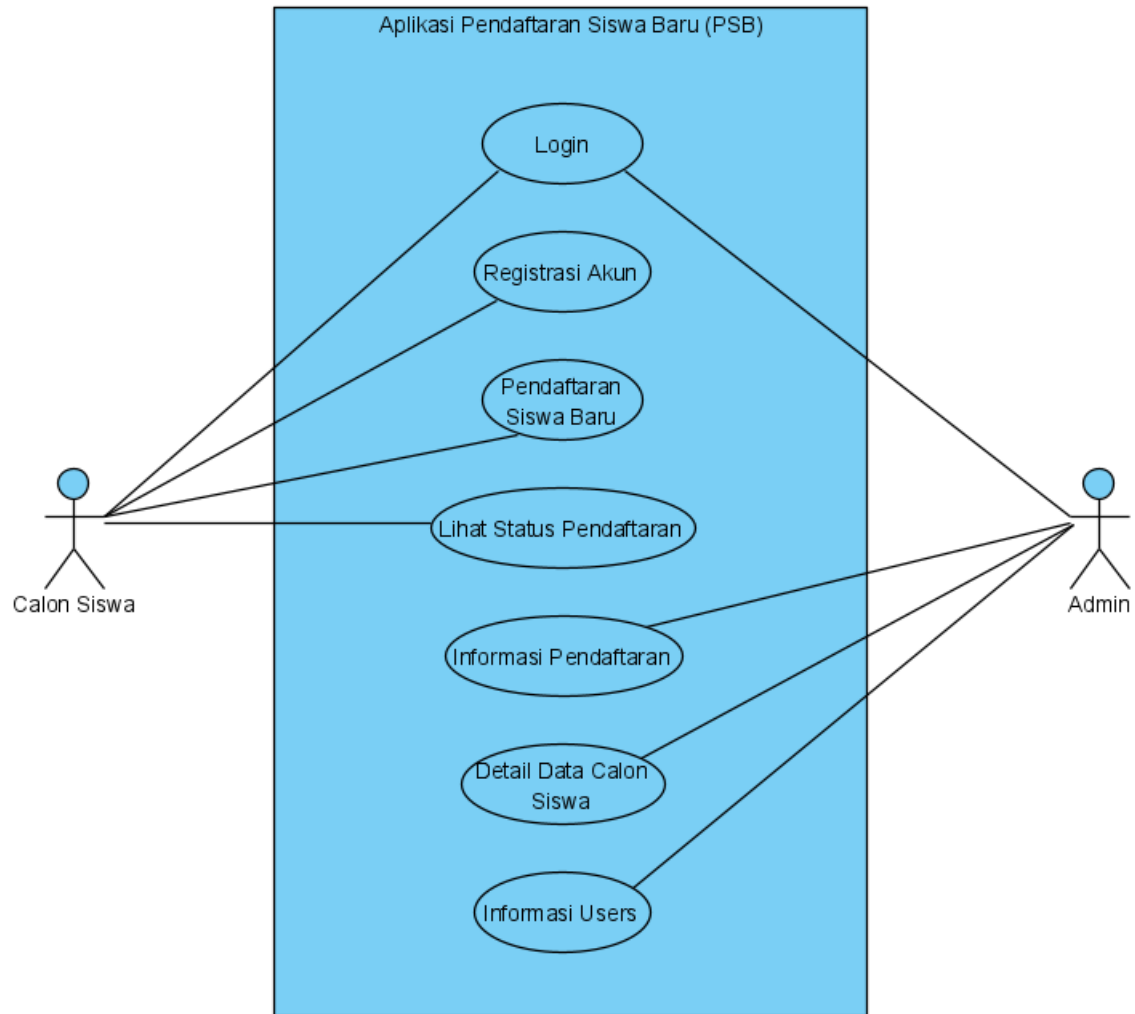 Aplikasi Pendaftaran Siswa Baru (PSB)
Login
Registrasi Akun
Pendaftaran
Siswa Baru
Lihat Status Pendaftaran
Calon Siswa
Admin
Informasi Pendaftaran
Detail Data Calon
Siswa
Informasi Users